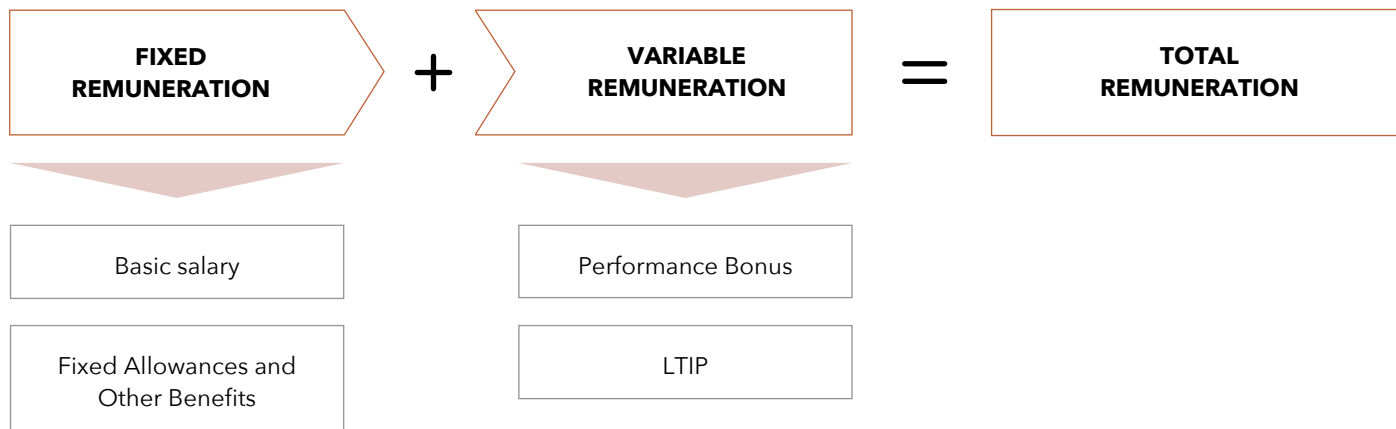 FIXED
REMUNERATION
+
VARIABLE
REMUNERATION
=
TOTAL
REMUNERATION
Basic salary
Performance Bonus
Fixed Allowances and
Other Benefits
LTIP